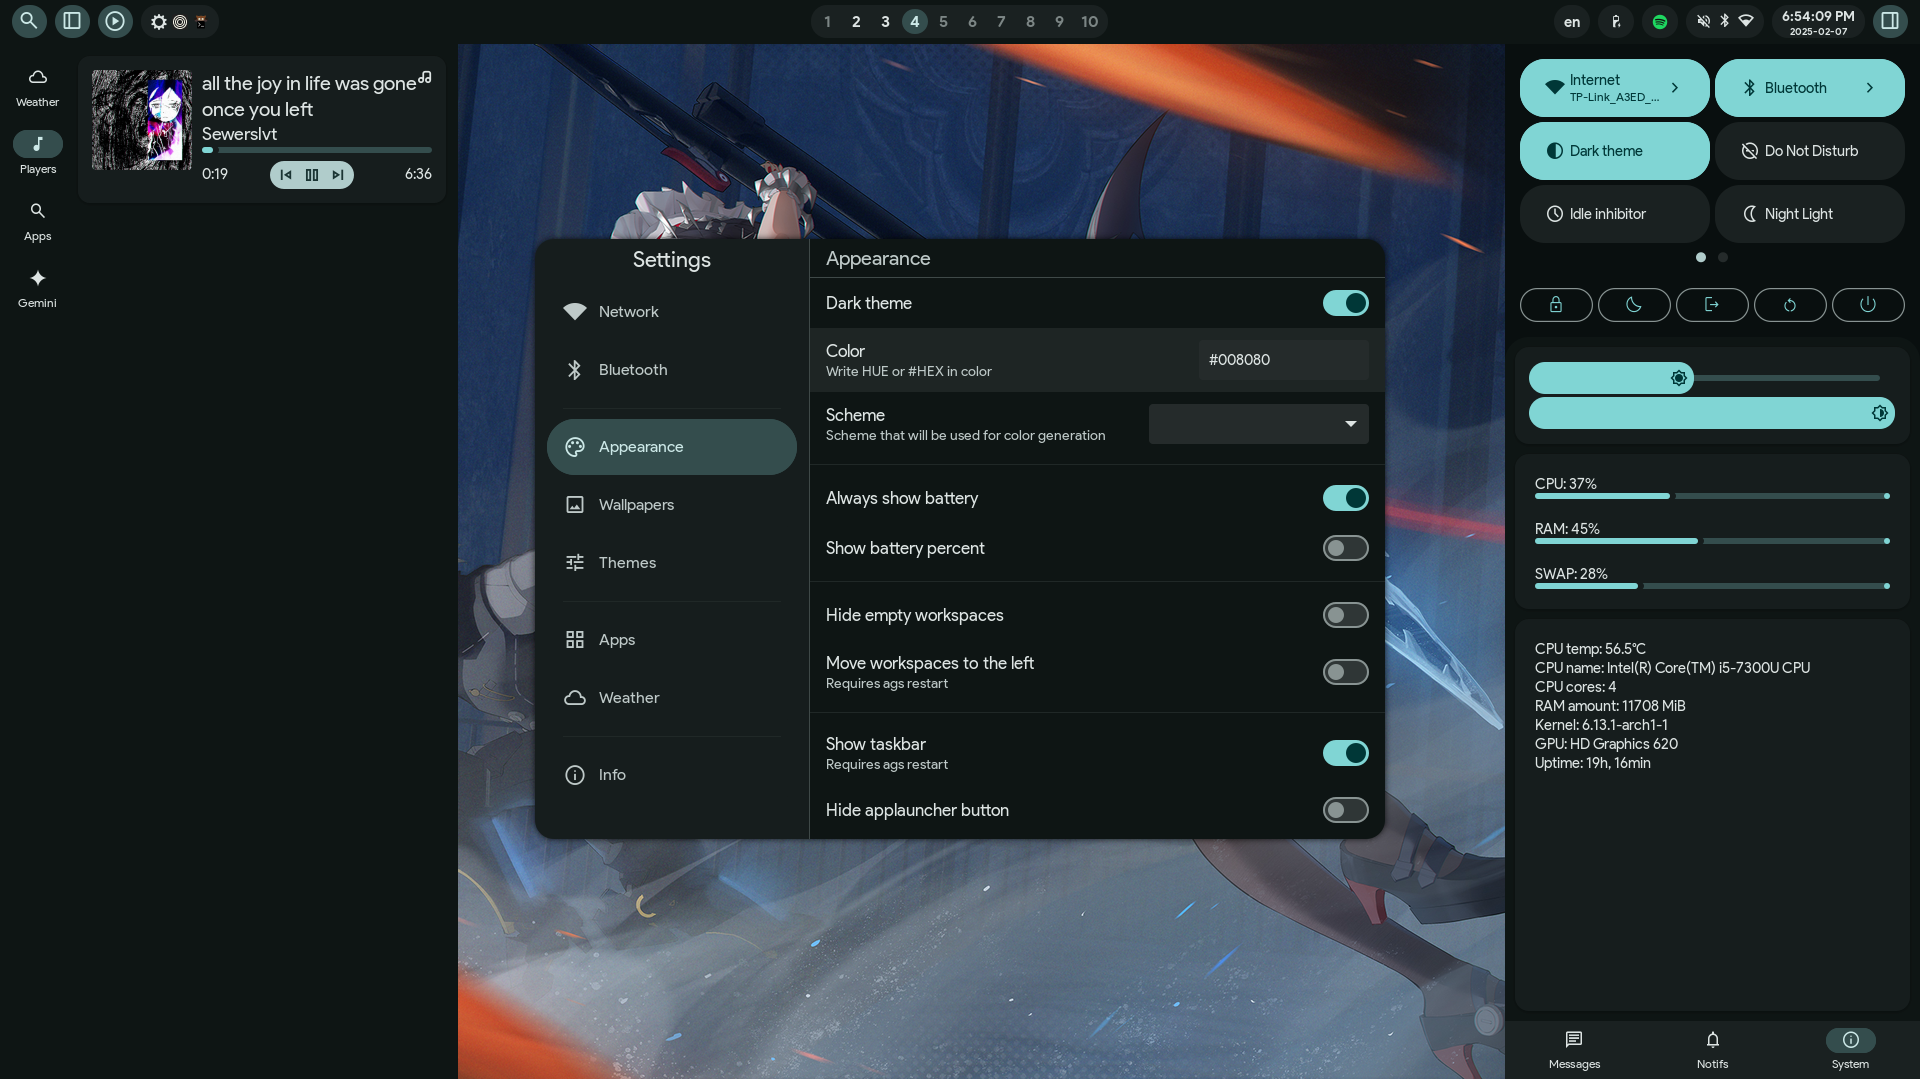 1 2 3 4 5 6 7 8 9 10
en
6:54:09 PM
2025-02-07
Weather
Players
Apps
Gemini
all the joy in life was gone
once you left
Sewerslvt
0:19
6:36
Settings
Network
Bluetooth
Appearance
Wallpapers
Themes
Apps
Weather
Info
Appearance
Dark theme
Color
Write HUE or #HEX in color
#008080
Scheme
Scheme that will be used for color generation
Always show battery
Show battery percent
Hide empty workspaces
Move workspaces to the left
Requires ags restart
Show taskbar
Requires ags restart
Hide applauncher button
Internet
TP-Link_A3ED_...
Bluetooth
Dark theme
Do Not Disturb
Idle inhibitor
Night Light
CPU: 37%
RAM: 45%
SWAP: 28%
CPU temp: 56.5°C
CPU name: Intel(R) Core(TM) i5-7300U CPU
CPU cores: 4
RAM amount: 11708 MiB
Kernel: 6.13.1-arch1-1
GPU: HD Graphics 620
Uptime: 19h, 16min
Messages
Notifs
System